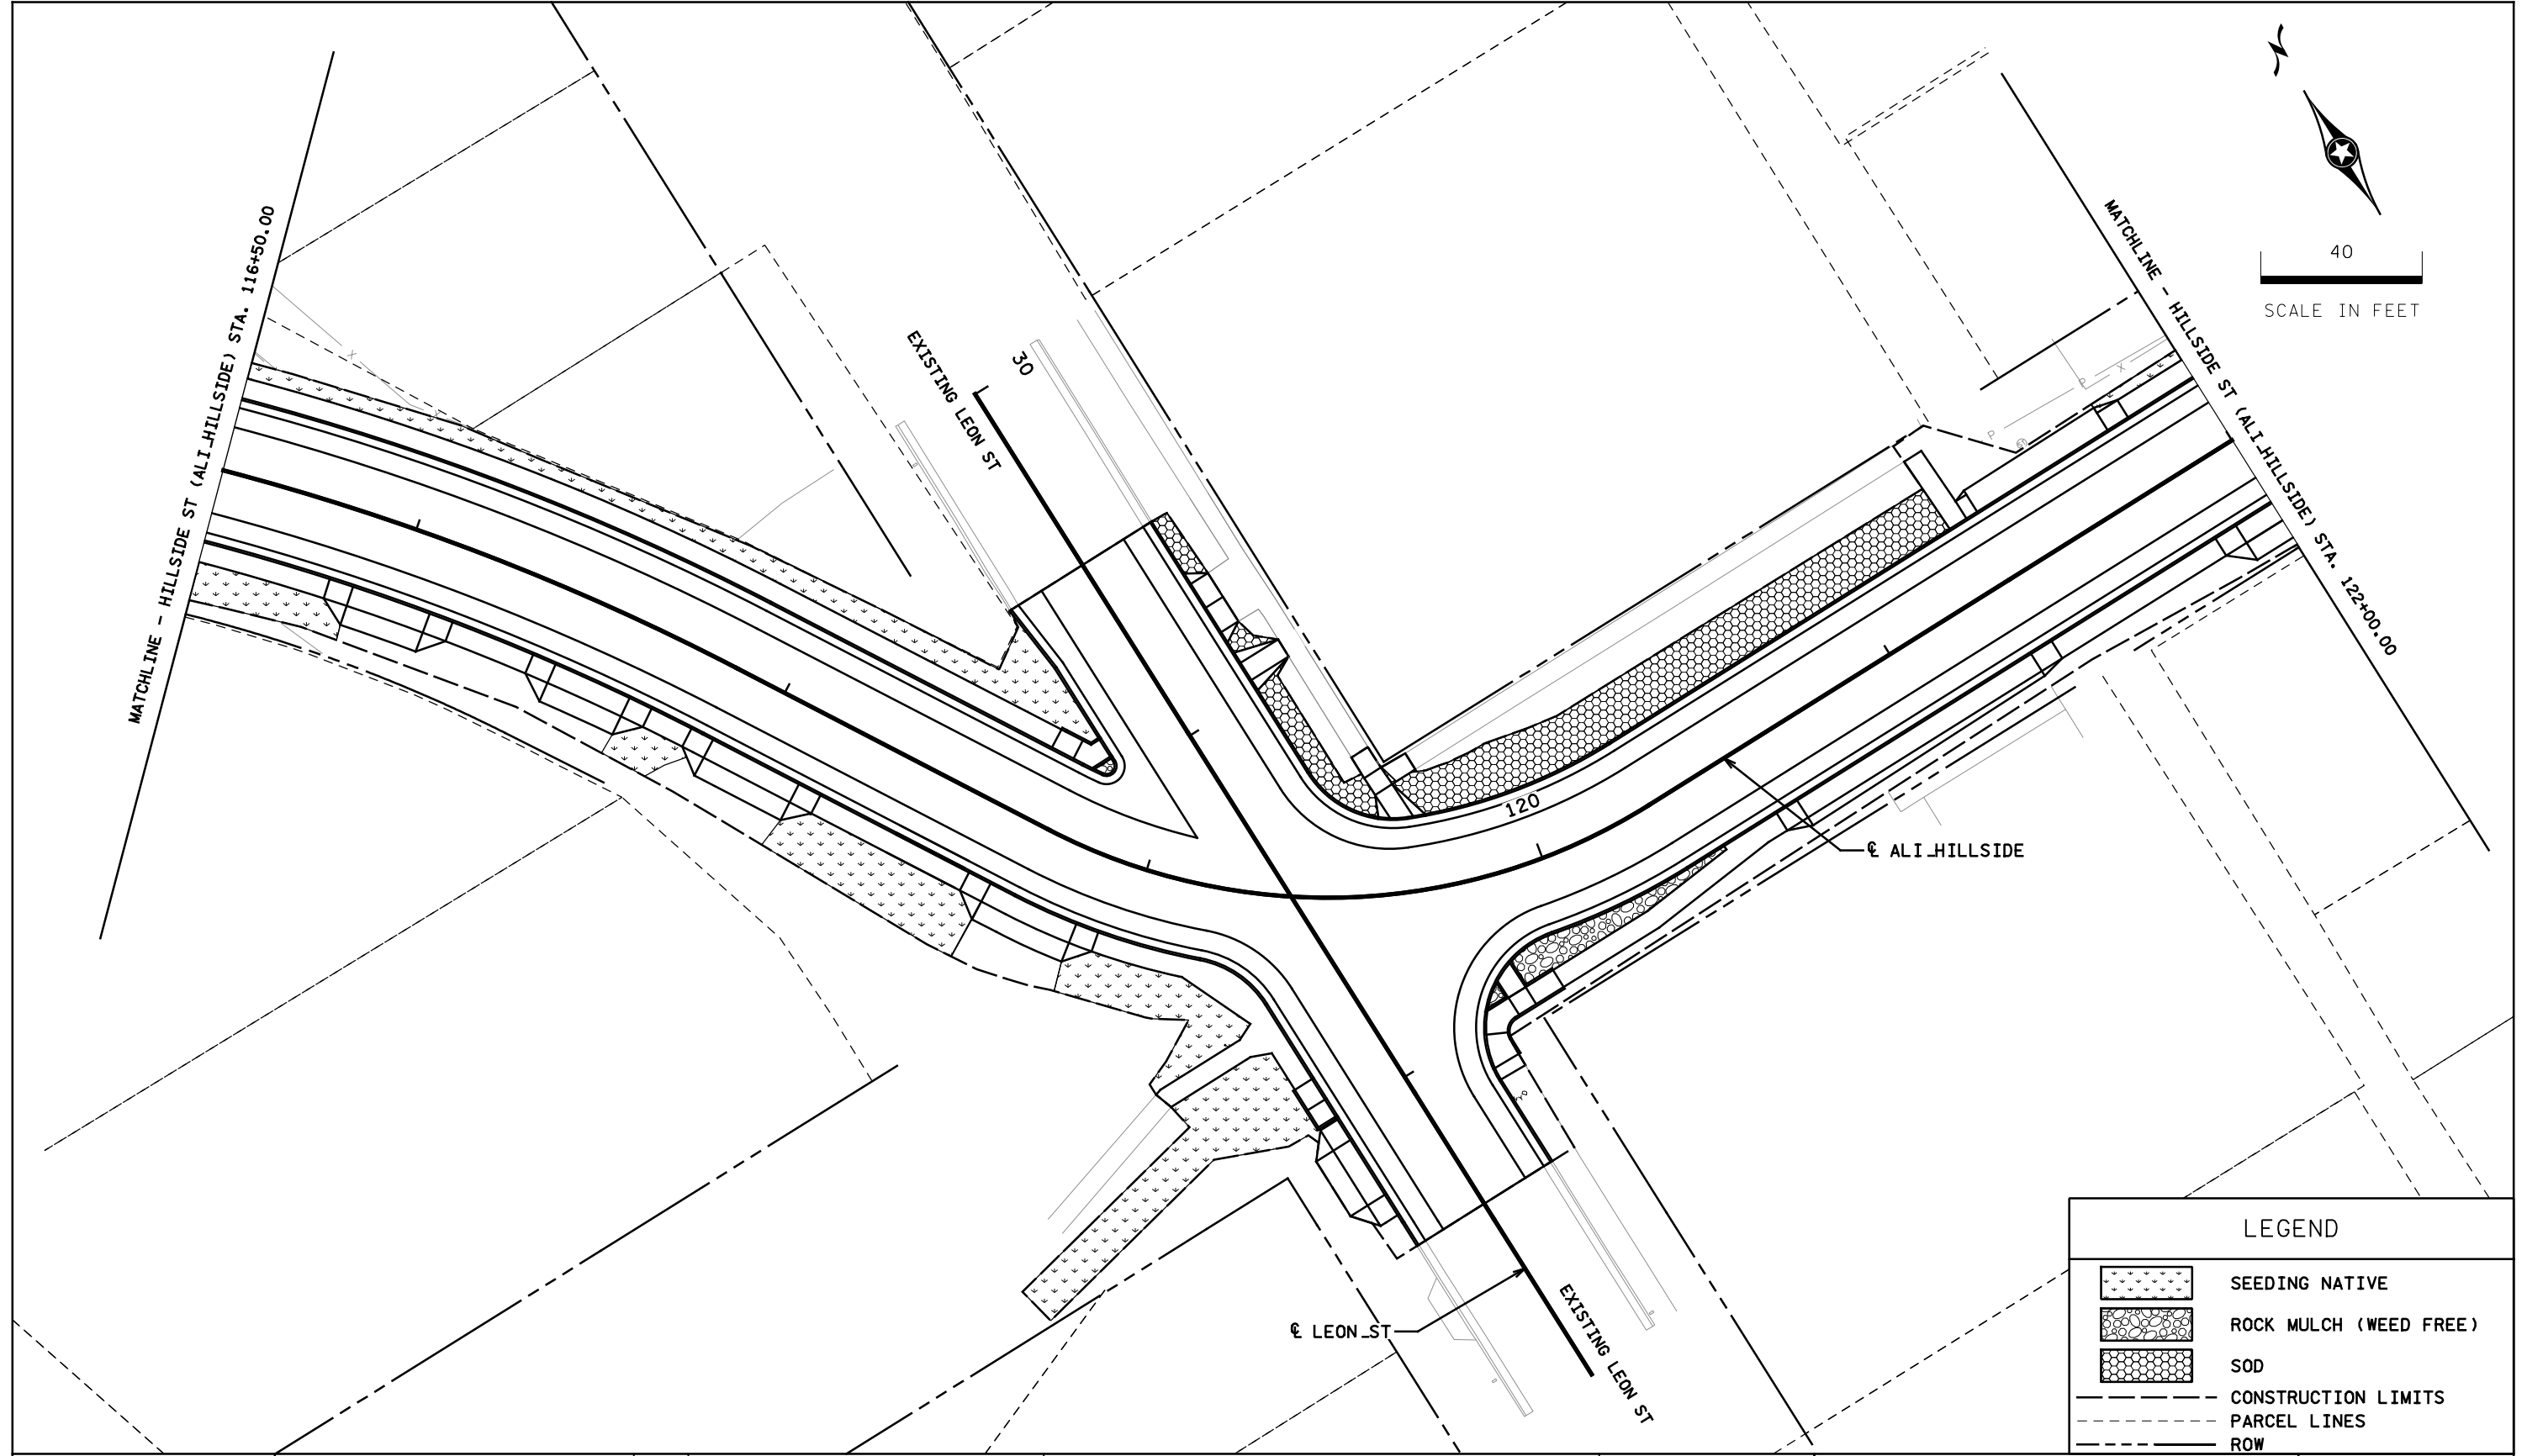 MATCHLINE - HILLSIDE ST (ALI_HILLSIDE) STA. 116+50.00
EXISTING LEON ST
30
MATCHLINE - HILLSIDE ST (ALI_HILLSIDE) STA. 122+00.00
40
SCALE IN FEET
X
X
P
P
X
120
℄ ALI_HILLSIDE
℄ LEON_ST
EXISTING LEON ST
LEGEND
SEEDING NATIVE
ROCK MULCH (WEED FREE)
SOD
CONSTRUCTION LIMITS
PARCEL LINES
ROW